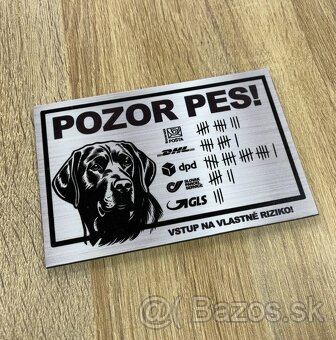 POZOR PES!
POSTA
DHL
dpd
SLOVAK
PARCEL
SERVICE
GLS
VSTUP NA VLASTNÉ RIZIKO!
© Bazos.sk